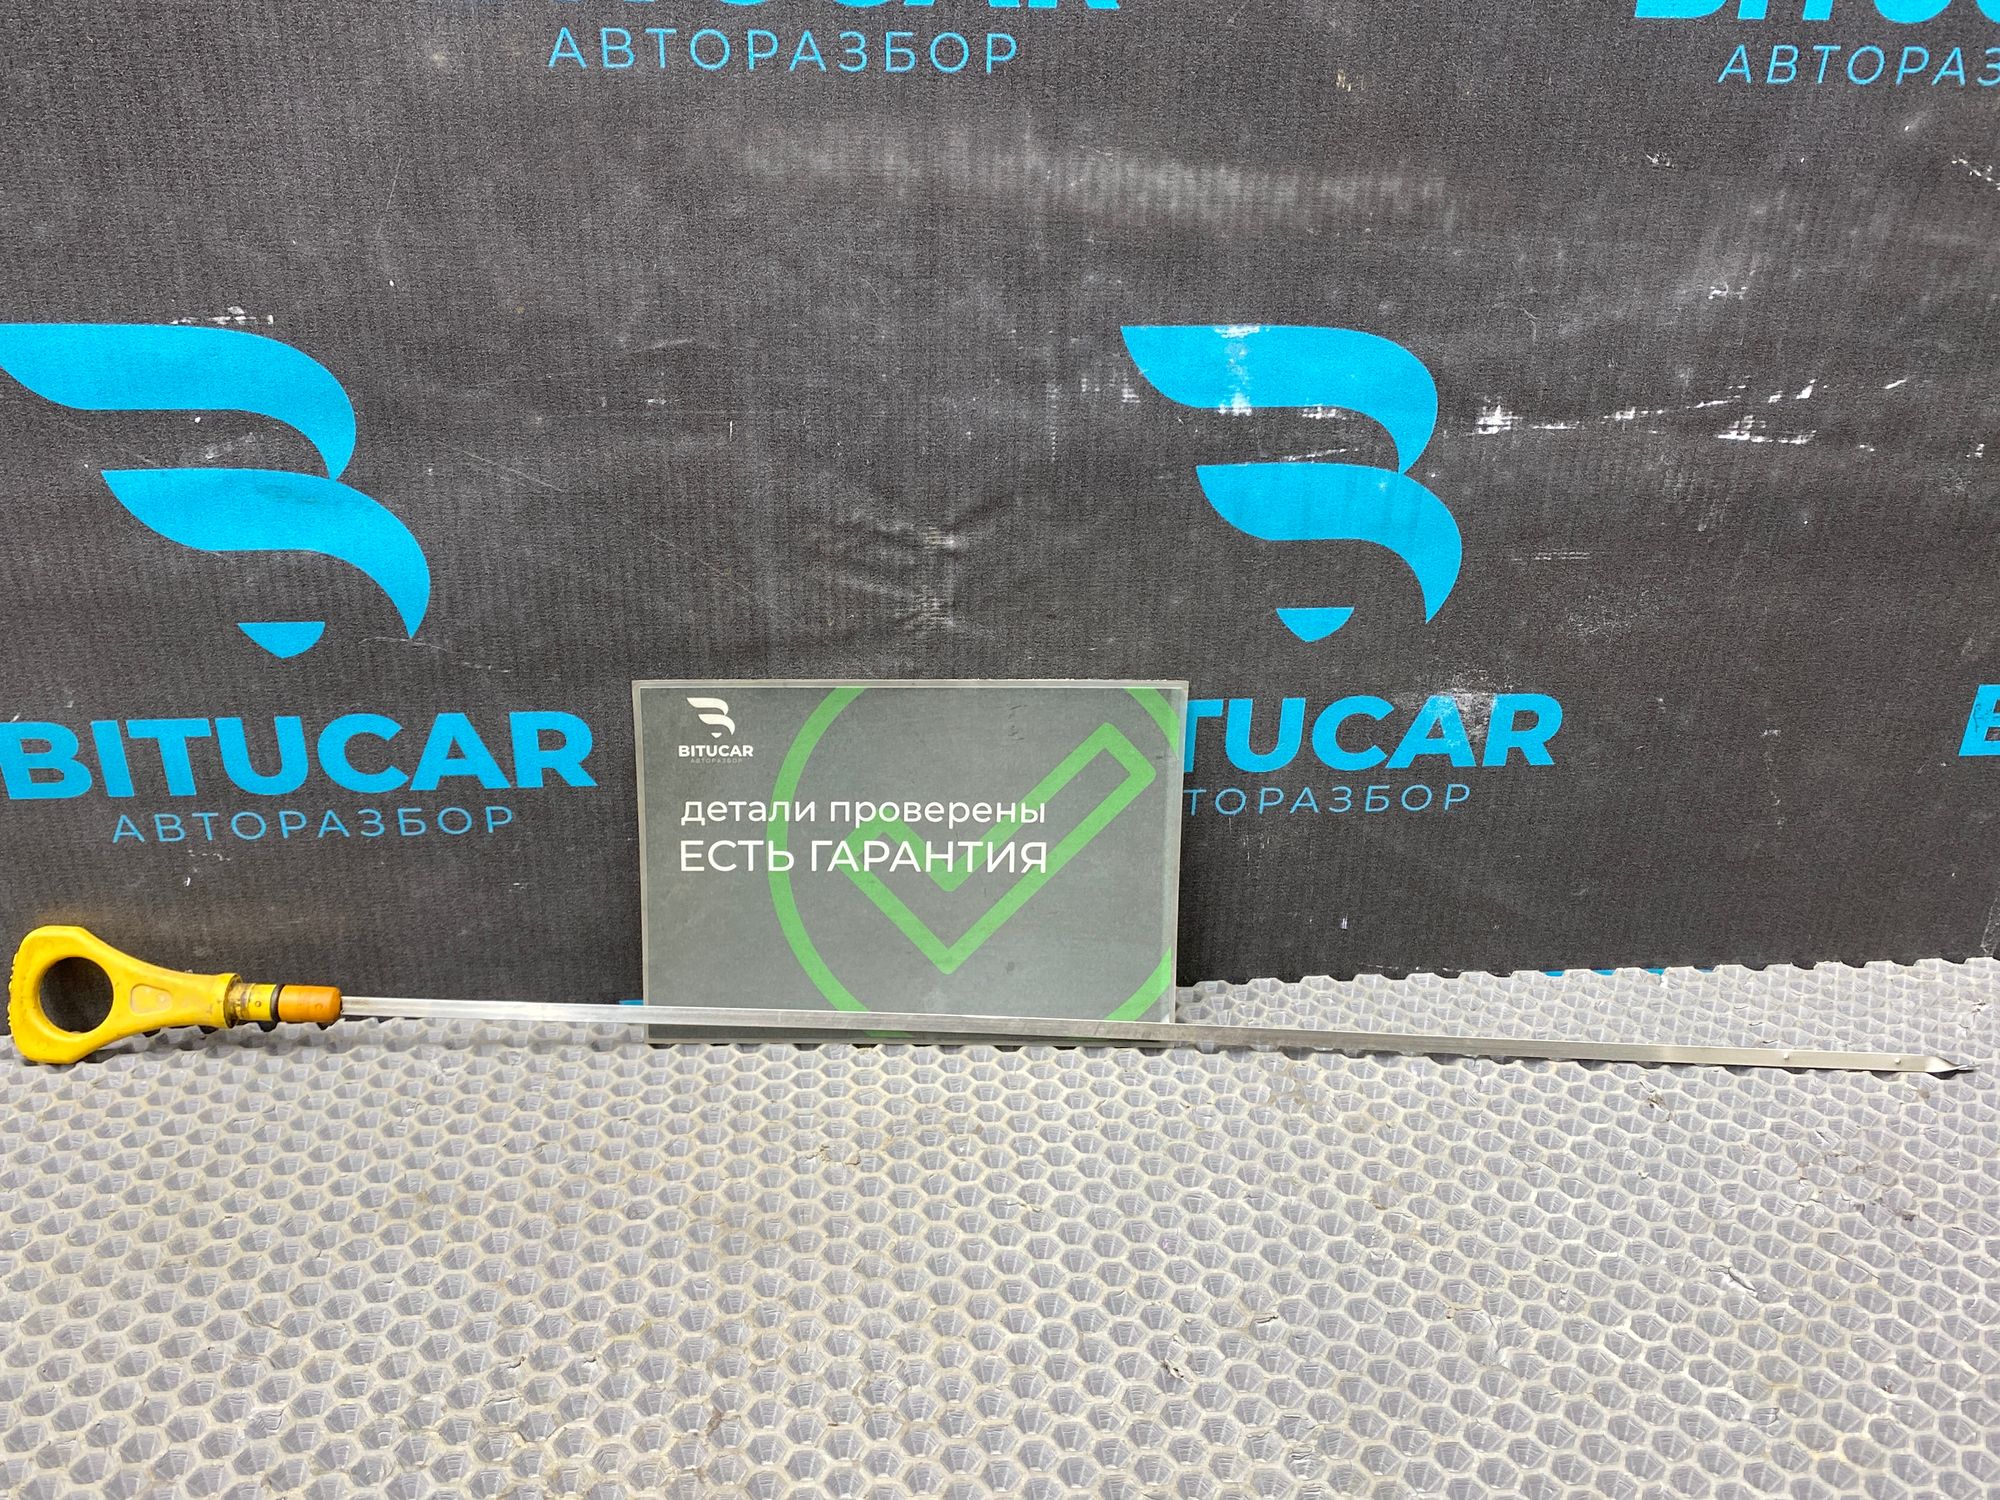 АВТОРАЗБОР
АВТОРАЗ
BITUCAR
АВТОРАЗБОР
TUCAR
ТОРАЗБОР
BITUCAR
АВТОРАЗБОР
детали проверены
ЕСТЬ ГАРАНТИЯ